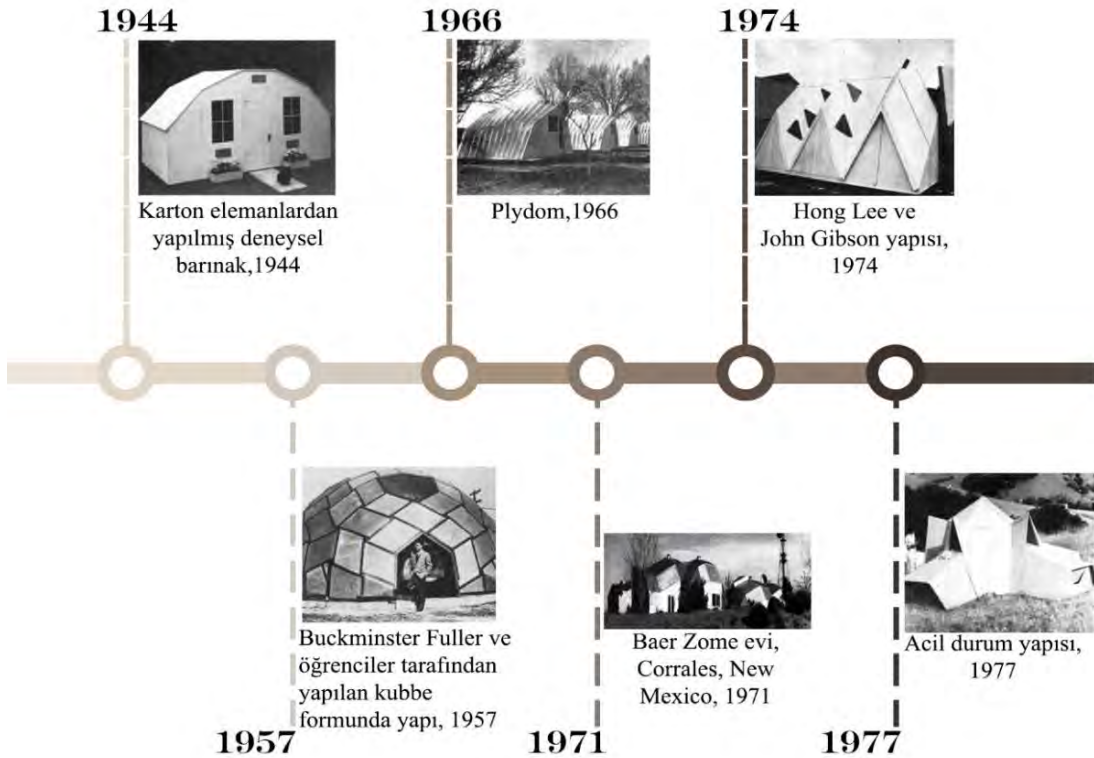 1944
Karton elemanlardan
yapılmış deneysel
barınak,1944
1966
Plydom,1966
1974
Hong Lee ve
John Gibson yapısı,
1974
Buckminster Fuller ve
öğrenciler tarafından
yapılan kubbe
formunda yapı, 1957
1957
Baer Zome evi,
Corrales, New
Mexico, 1971
1971
Acil durum yapısı,
1977
1977